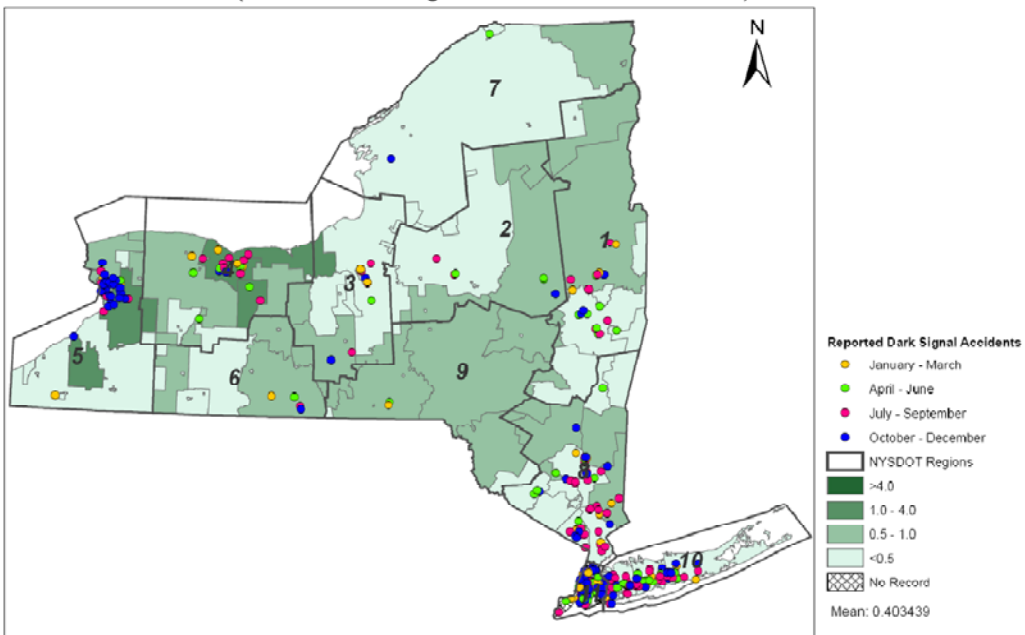 N
7
2
1
3
5
6
9
8
10
Reported Dark Signal Accidents
January - March
April - June
July - September
October - December
NYSDOT Regions
>4.0
1.0 - 4.0
0.5 - 1.0
<0.5
No Record
Mean: 0.403439